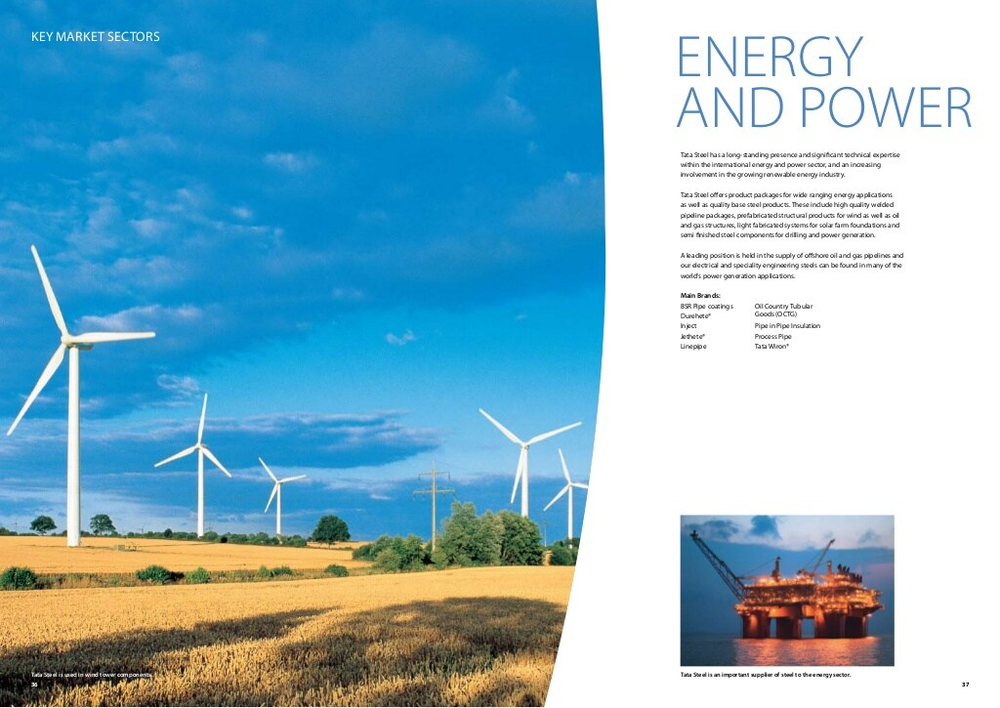 KEY MARKET SECTORS
Tata Steel is used in wind tower components.
36
ENERGY
AND POWER
Tata Steel has a long-standing presence and significant technical expertise
within the international energy and power sector, and an increasing
involvement in the growing renewable energy industry.
Tata Steel offers product packages for wide ranging energy applications
as well as quality base steel products. These include high quality welded
pipeline packages, prefabricated structural products for wind as well as oil
and gas structures, light fabricated systems for solar farm foundations and
semi finished steel components for drilling and power generation.
A leading position is held in the supply of offshore oil and gas pipelines and
our electrical and speciality engineering steels can be found in many of the
world's power generation applications.
Main Brands:
BSR Pipe coatings
Durehete®
Inject
Jethete®
Linepipe
Oil Country Tubular
Goods (OCTG)
Pipe in Pipe Insulation
Process Pipe
Tata Wiron®
Tata Steel is an important supplier of steel to the energy sector.
37